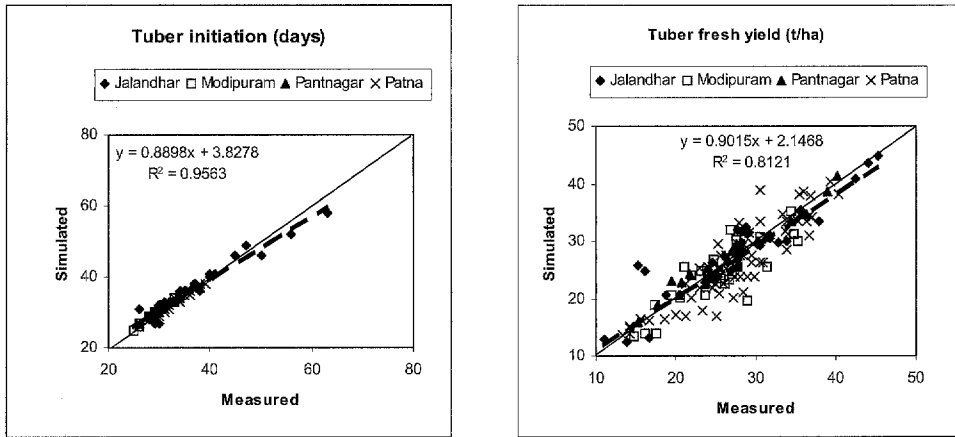 Tuber initiation (days)
◆ Jalandhar □ Modipuram ▲ Pantnagar × Patna
80
60
40
20
y = 0.8898x + 3.8278
R² = 0.9563
Simulated
20 40 60 80
Measured
Tuber fresh yield (t/ha)
◆ Jalandhar □ Modipuram ▲ Pantnagar × Patna
50
40
30
20
10
y = 0.9015x + 2.1468
R² = 0.8121
Simulated
10 20 30 40 50
Measured